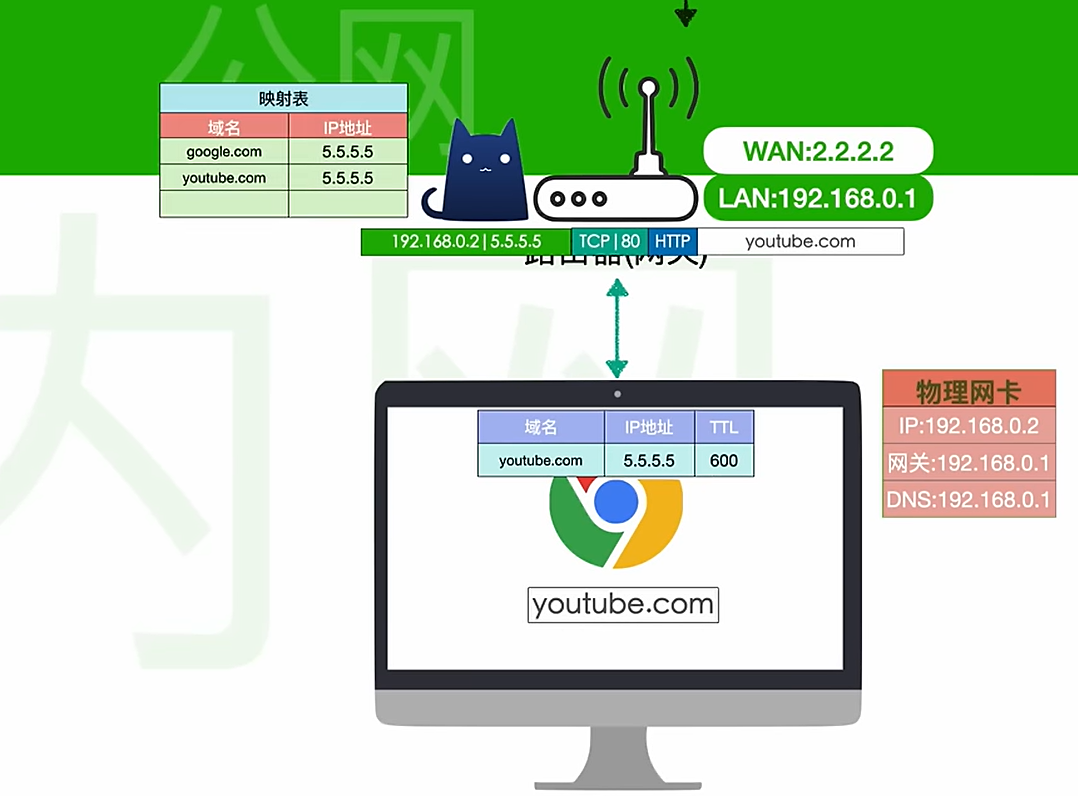 公网
映射表
域名 IP地址
google.com 5.5.5.5
youtube.com 5.5.5.5
WAN:2.2.2.2
LAN:192.168.0.1
192.168.0.2|5.5.5.5 TCP|80 HTTP youtube.com
路由器(网关)
内网
物理网卡
IP:192.168.0.2
网关:192.168.0.1
DNS:192.168.0.1
域名 IP地址 TTL
youtube.com 5.5.5.5 600
youtube.com